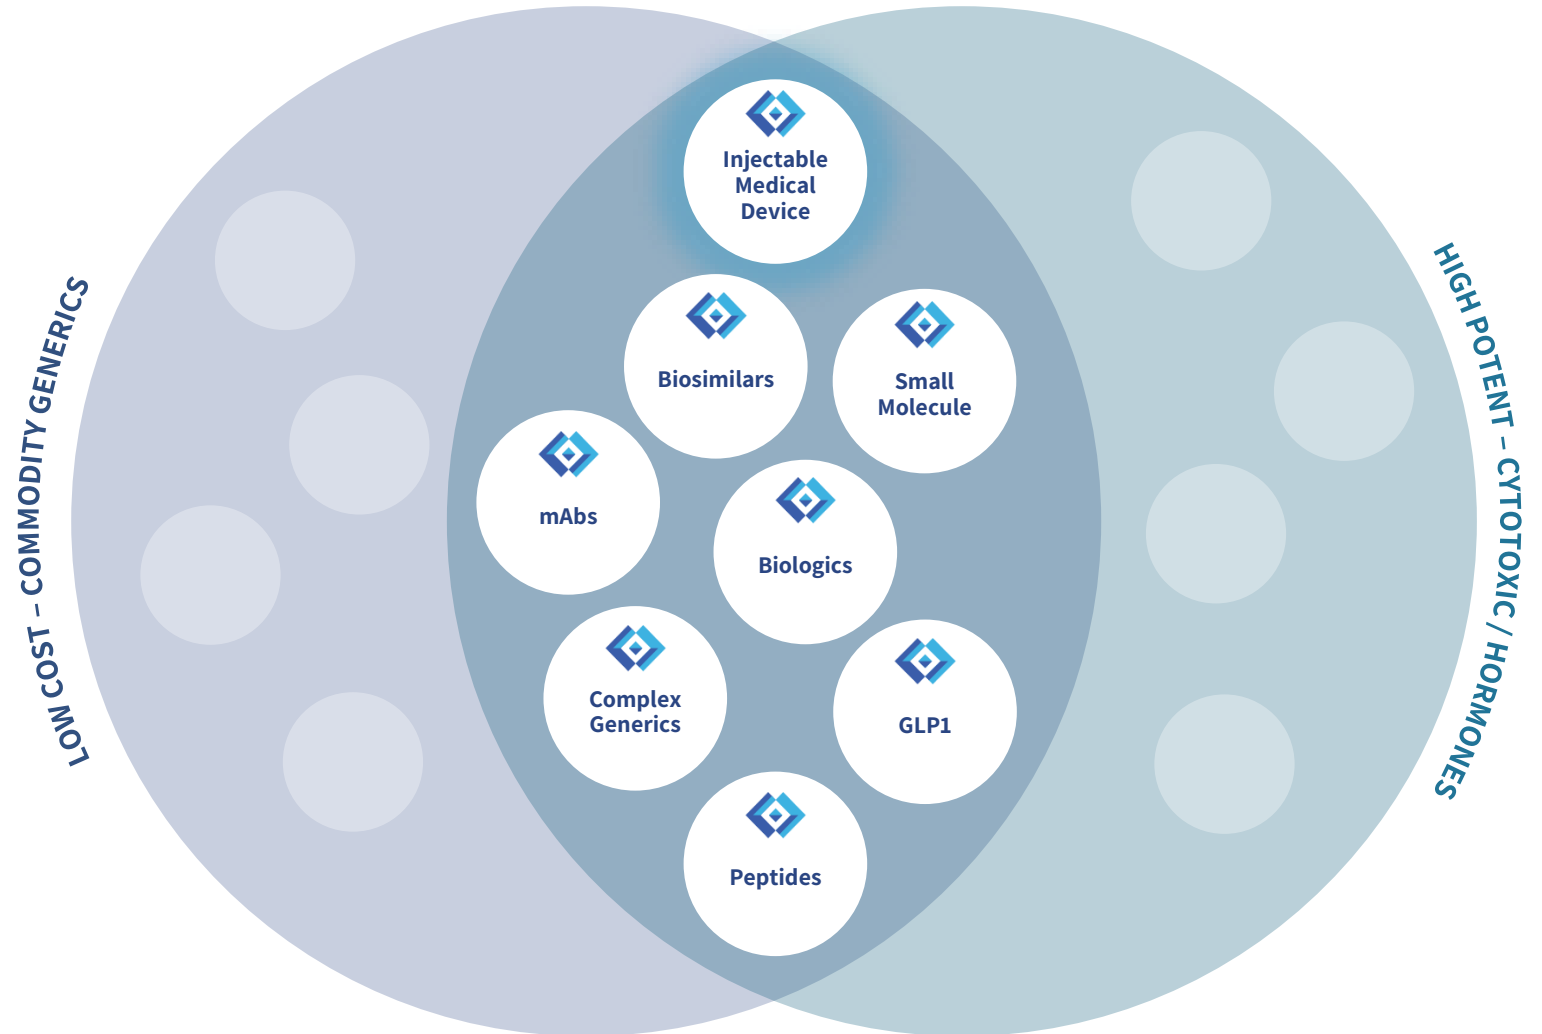 LOW COST – COMMODITY GENERICS
Injectable
Medical
Device
Biosimilars
Small
Molecule
mAbs
Biologics
Complex
Generics
GLP1
Peptides
HIGH POTENT – CYTOTOXIC / HORMONES